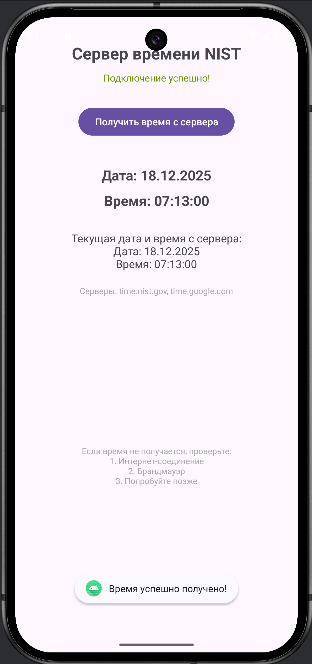 Сервер времени NIST
Подключение успешно!
Получить время с сервера
Дата: 18.12.2025
Время: 07:13:00
Текущая дата и время с сервера:
Дата: 18.12.2025
Время: 07:13:00
Серверы: time.nist.gov, time.google.com
Если время не получается, проверьте:
1. Интернет-соединение
2. Брандмауэр
3. Попробуйте позже
Время успешно получено!